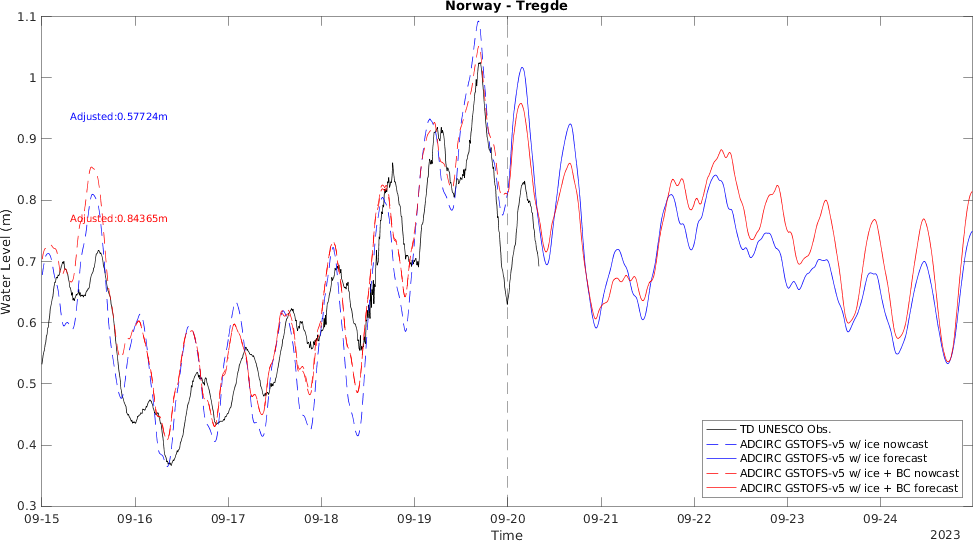 Norway - Tregde
1.1
1
0.9
0.8
0.7
0.6
0.5
0.4
0.3
Water Level (m)
Adjusted:0.57724m
Adjusted:0.84365m
TD UNESCO Obs.
ADCIRC GSTOFS-v5 w/ ice nowcast
ADCIRC GSTOFS-v5 w/ ice forecast
ADCIRC GSTOFS-v5 w/ ice + BC nowcast
ADCIRC GSTOFS-v5 w/ ice + BC forecast
09-15 09-16 09-17 09-18 09-19 09-20 09-21 09-22 09-23 09-24
Time
2023